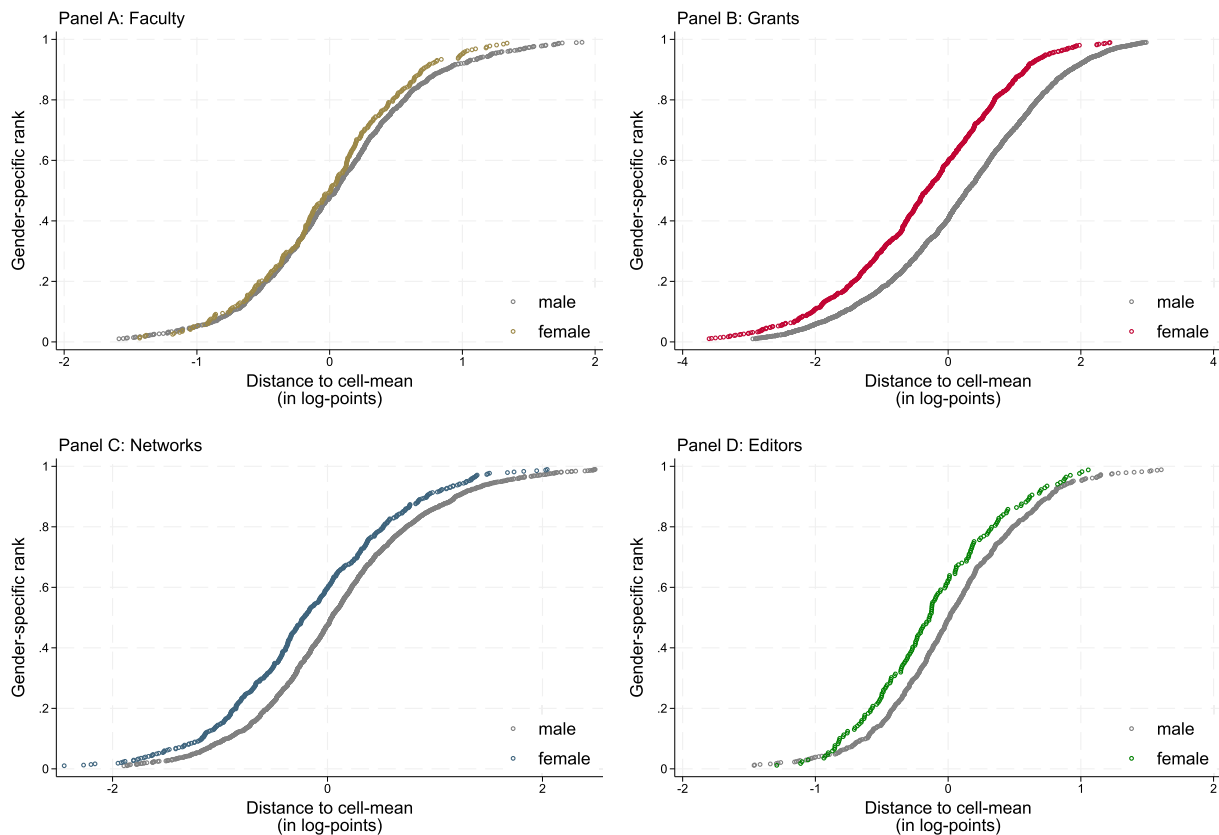 Panel A: Faculty
Gender-specific rank
1
.8
.6
.4
.2
0
-2
-1
0
1
2
male
female
Distance to cell-mean
(in log-points)
Panel B: Grants
Gender-specific rank
1
.8
.6
.4
.2
0
-4
-2
0
2
4
male
female
Distance to cell-mean
(in log-points)
Panel C: Networks
Gender-specific rank
1
.8
.6
.4
.2
0
-2
0
2
male
female
Distance to cell-mean
(in log-points)
Panel D: Editors
Gender-specific rank
1
.8
.6
.4
.2
0
-2
-1
0
1
2
male
female
Distance to cell-mean
(in log-points)